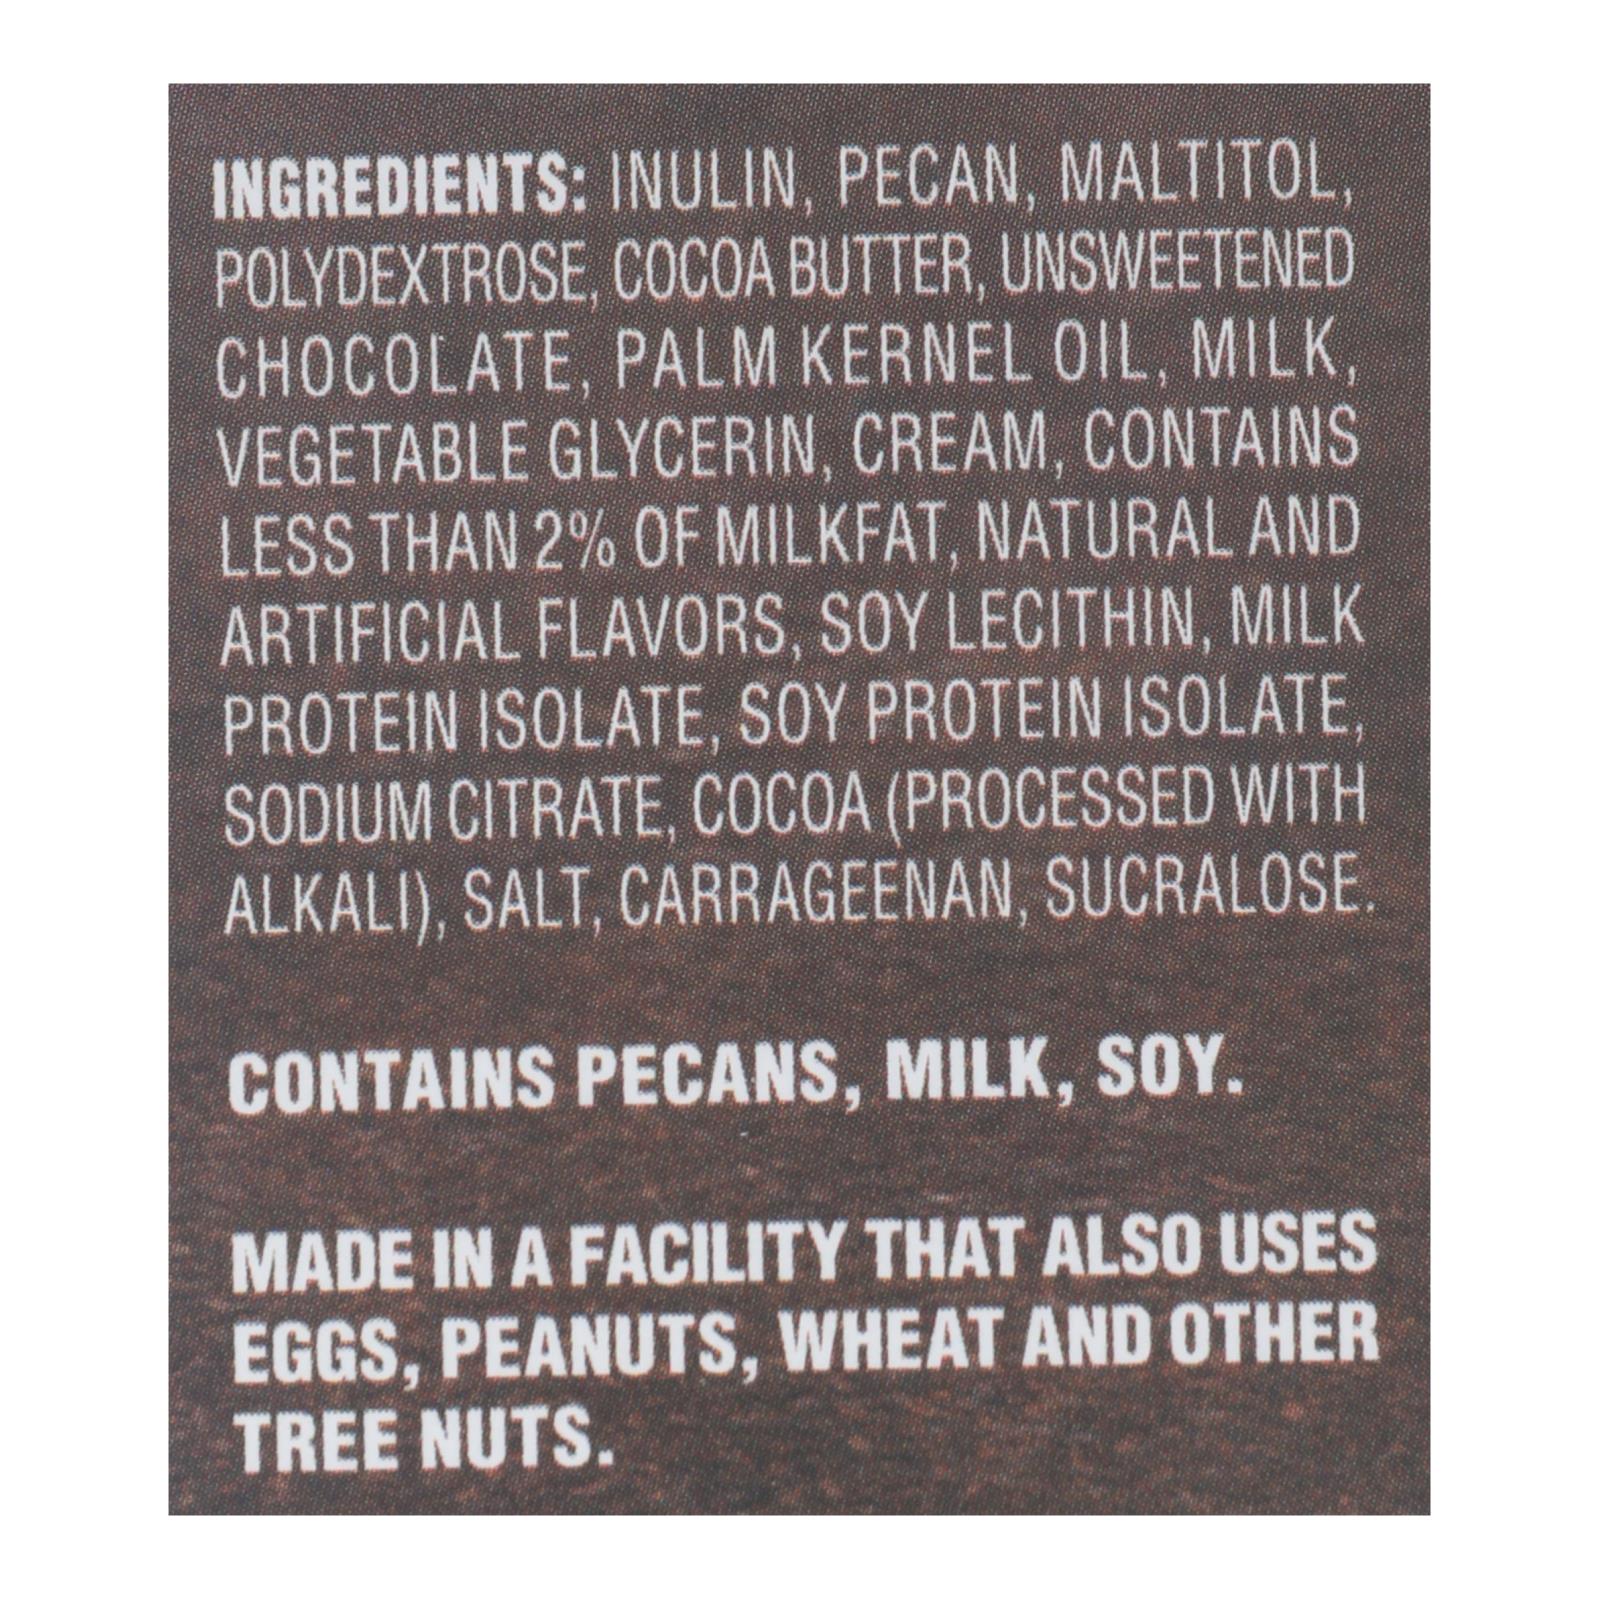 INGREDIENTS: INULIN, PECAN, MALTITOL,
POLYDEXTROSE, COCOA BUTTER, UNSWEETENED
CHOCOLATE, PALM KERNEL OIL, MILK,
VEGETABLE GLYCERIN, CREAM, CONTAINS
LESS THAN 2% OF MILKFAT, NATURAL AND
ARTIFICIAL FLAVORS, SOY LECITHIN, MILK
PROTEIN ISOLATE, SOY PROTEIN ISOLATE,
SODIUM CITRATE, COCOA (PROCESSED WITH
ALKALI), SALT, CARRAGEENAN, SUCRALOSE.
CONTAINS PECANS, MILK, SOY.
MADE IN A FACILITY THAT ALSO USES
EGGS, PEANUTS, WHEAT AND OTHER
TREE NUTS.